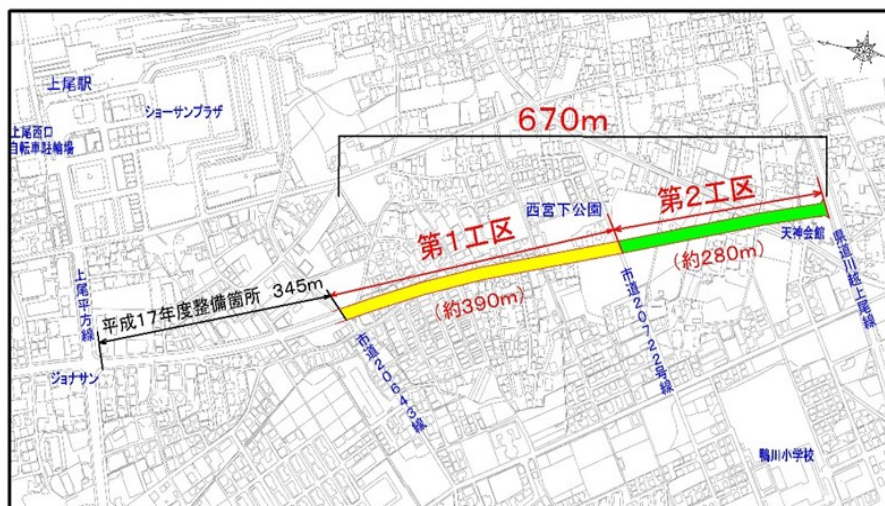 上尾駅
ショーサンプラザ
上尾西口
自転車駐輪場
670m
西宮下公園
第2工区
第1工区
天神会館
(約280m)
県道川越上尾線
上尾平方線
平成17年度整備箇所 345m
(約390m)
市道20722号線
ジョナサン
市道20643線
鴨川小学校